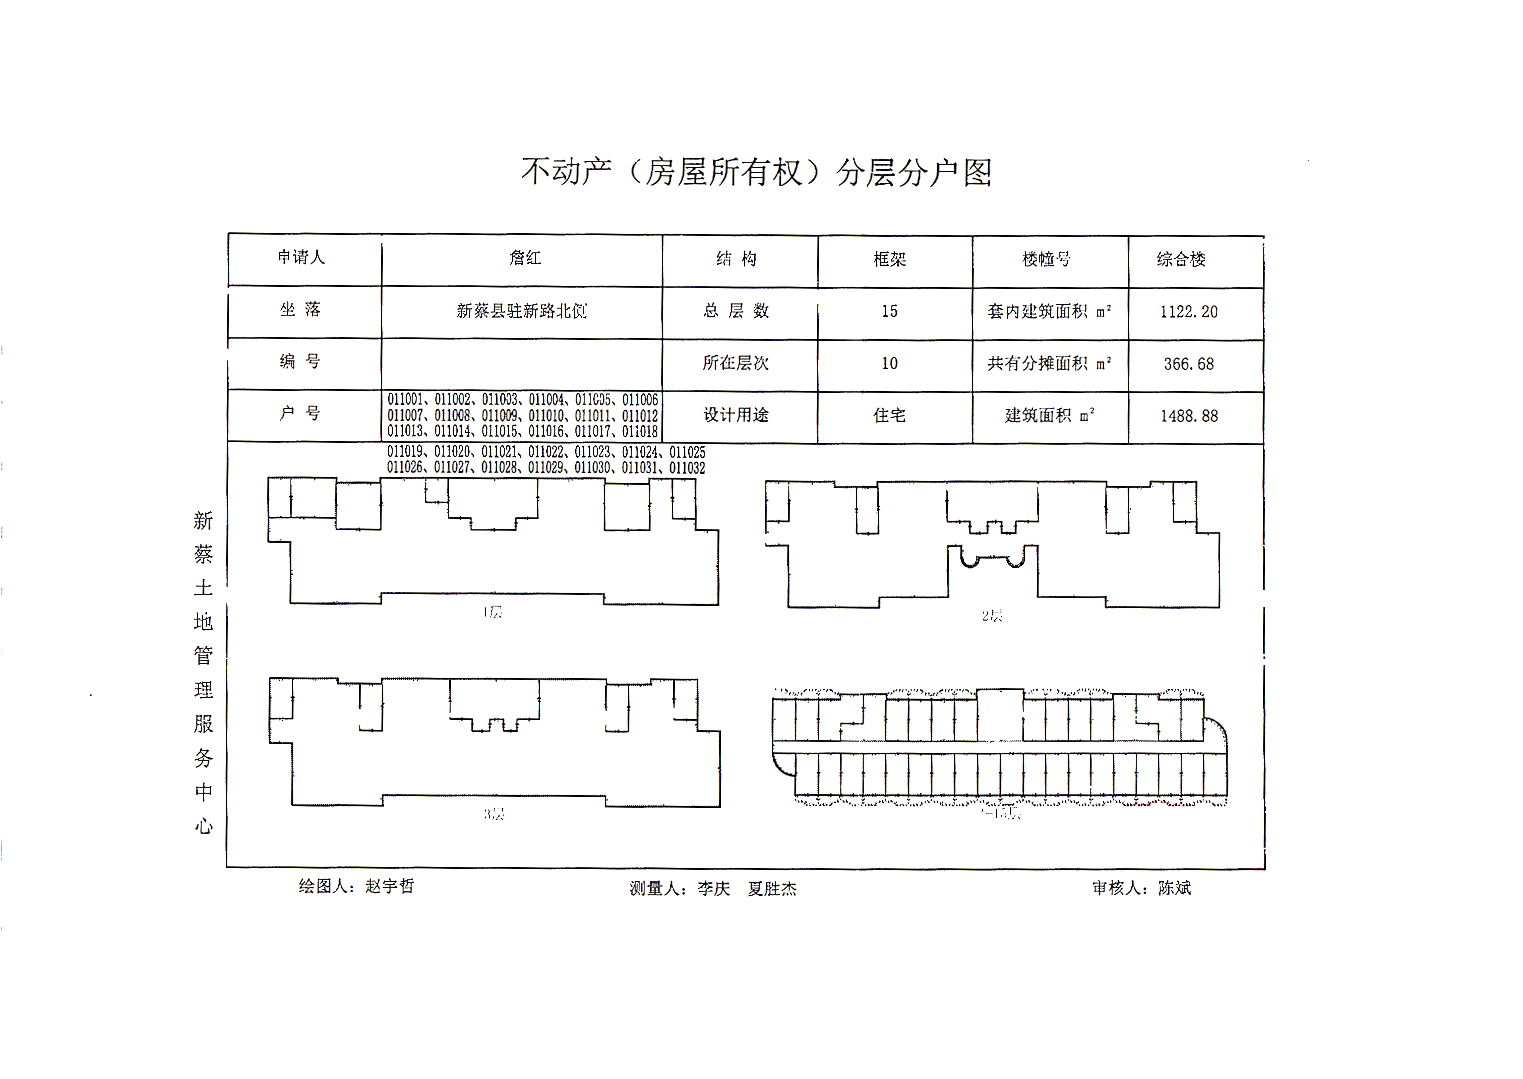 不动产（房屋所有权）分层分户图
申请人 詹红 结构 框架 楼幢号 综合楼
坐落 新蔡县驻新路北侧 总层数 15 套内建筑面积 m² 1122.20
编号 所在层次 10 共有分摊面积 m² 366.68
户号 设计用途 住宅 建筑面积 m² 1488.88
011001、011002、011003、011004、011005、011006
011007、011008、011009、011010、011011、011012
011013、011014、011015、011016、011017、011018
011019、011020、011021、011022、011023、011024、011025
011026、011027、011028、011029、011030、011031、011032
1层
2层
3层
新蔡土地管理服务中心
绘图人：赵宇哲 测量人：李庆 夏胜杰 审核人：陈斌